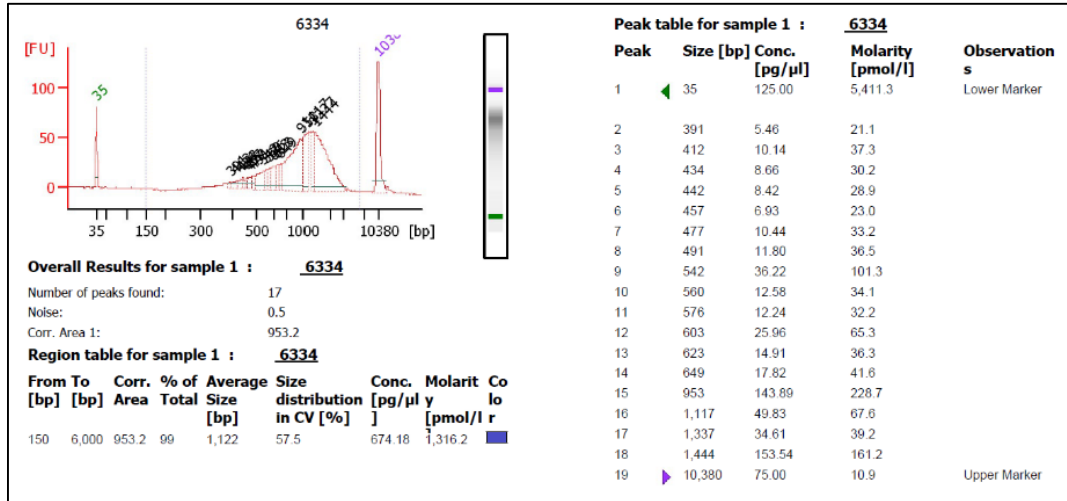 6334
[FU]
100
50
0
35
35 150 300 500 1000 10380 [bp]
Overall Results for sample 1 : 6334
Number of peaks found: 17
Noise: 0.5
Corr. Area 1: 953.2
Region table for sample 1 : 6334
From [bp] To [bp] Corr. Area % of Total Average Size [bp] Size distribution in CV [%] Conc. [pg/µl] Molarity [pmol/l] Color
150 6,000 953.2 99 1,122 57.5 674.18 1,316.2
Peak table for sample 1 : 6334
Peak Size [bp] Conc. [pg/µl] Molarity [pmol/l] Observations
1 35 125.00 5,411.3 Lower Marker
2 391 5.46 21.1
3 412 10.14 37.3
4 434 8.66 30.2
5 442 8.42 28.9
6 457 6.93 23.0
7 477 10.44 33.2
8 491 11.80 36.5
9 542 36.22 101.3
10 560 12.58 34.1
11 576 12.24 32.2
12 603 25.96 65.3
13 623 14.91 36.3
14 649 17.82 41.6
15 953 143.89 228.7
16 1,117 49.83 67.6
17 1,337 34.61 39.2
18 1,444 153.54 161.2
19 10,380 75.00 10.9 Upper Marker